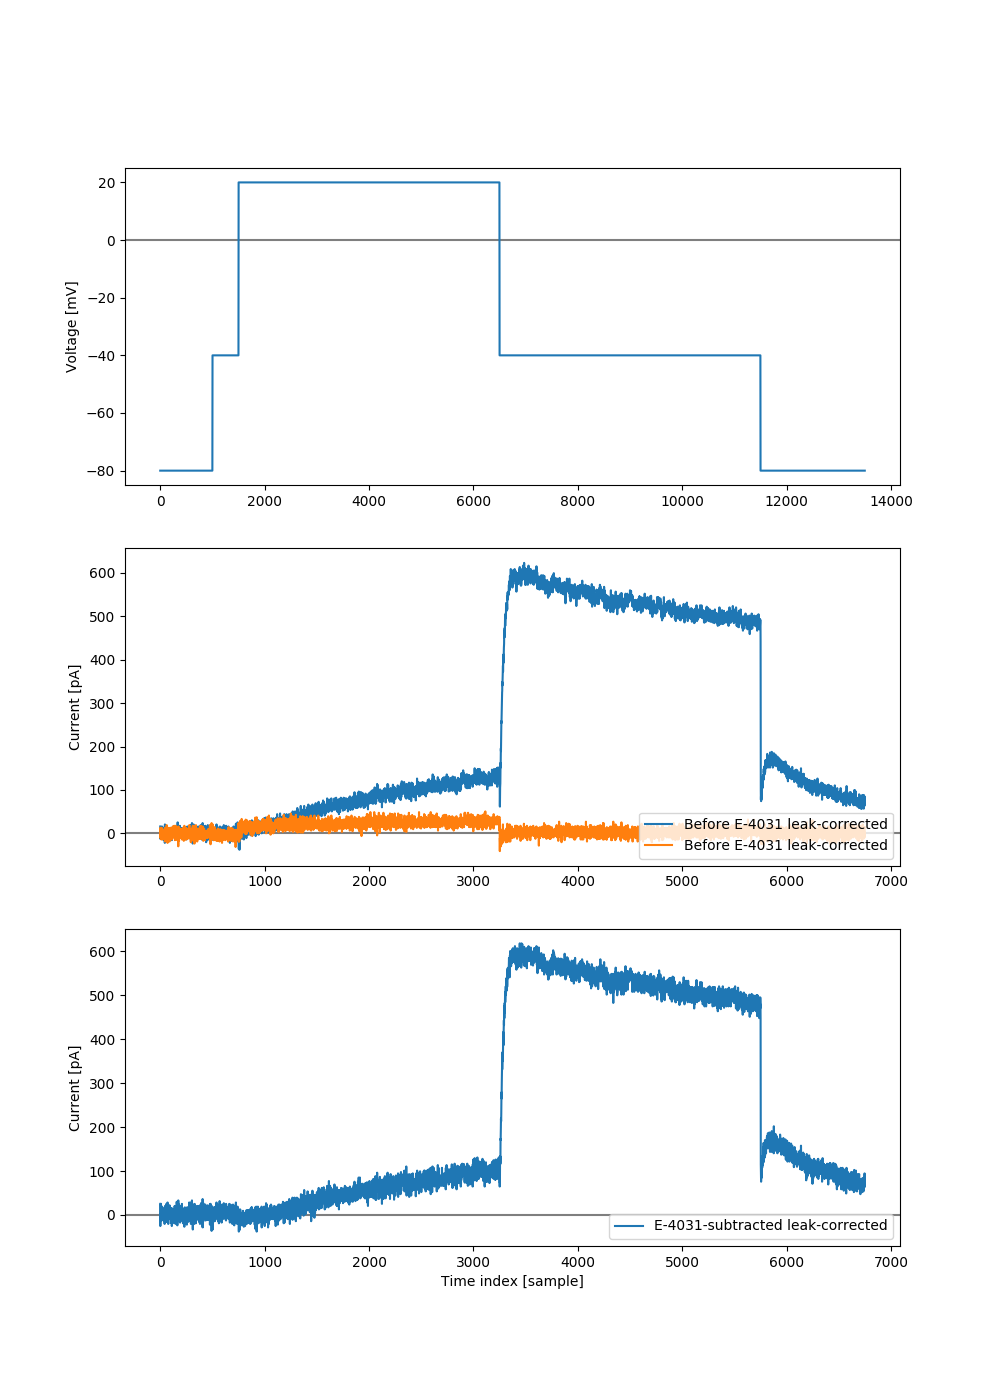 20
0
−20
−40
−60
−80
Voltage [mV]
0 2000 4000 6000 8000 10000 12000 14000
600
500
400
300
200
100
0
Current [pA]
Before E-4031 leak-corrected
Before E-4031 leak-corrected
0 1000 2000 3000 4000 5000 6000 7000
600
500
400
300
200
100
0
Current [pA]
E-4031-subtracted leak-corrected
0 1000 2000 3000 4000 5000 6000 7000
Time index [sample]